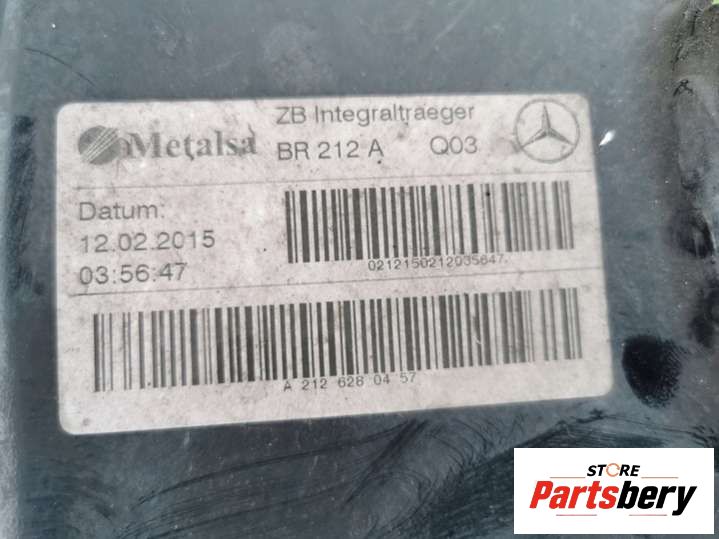 Metalsa
ZB Integraltraeger
BR 212 A Q03
Datum:
12.02.2015
03:56:47
0212150212035647
A 212 628 04 57
STORE
Partsbery